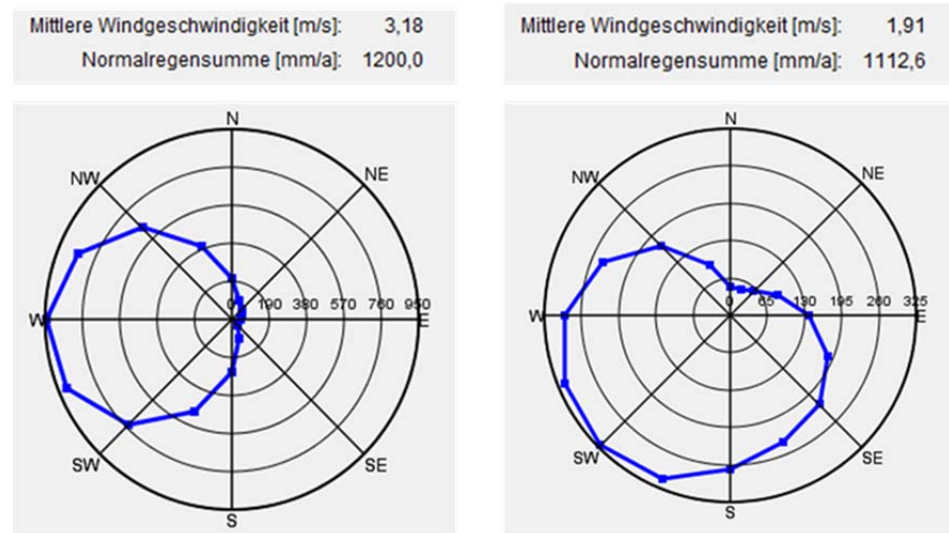 Mittlere Windgeschwindigkeit [m/s]: 3,18
Normalregensumme [mm/a]: 1200,0
N
NW
NE
0 190 380 570 760 950
W
E
SW
SE
S
Mittlere Windgeschwindigkeit [m/s]: 1,91
Normalregensumme [mm/a]: 1112,6
N
NW
NE
0 65 130 195 260 325
W
E
SW
SE
S